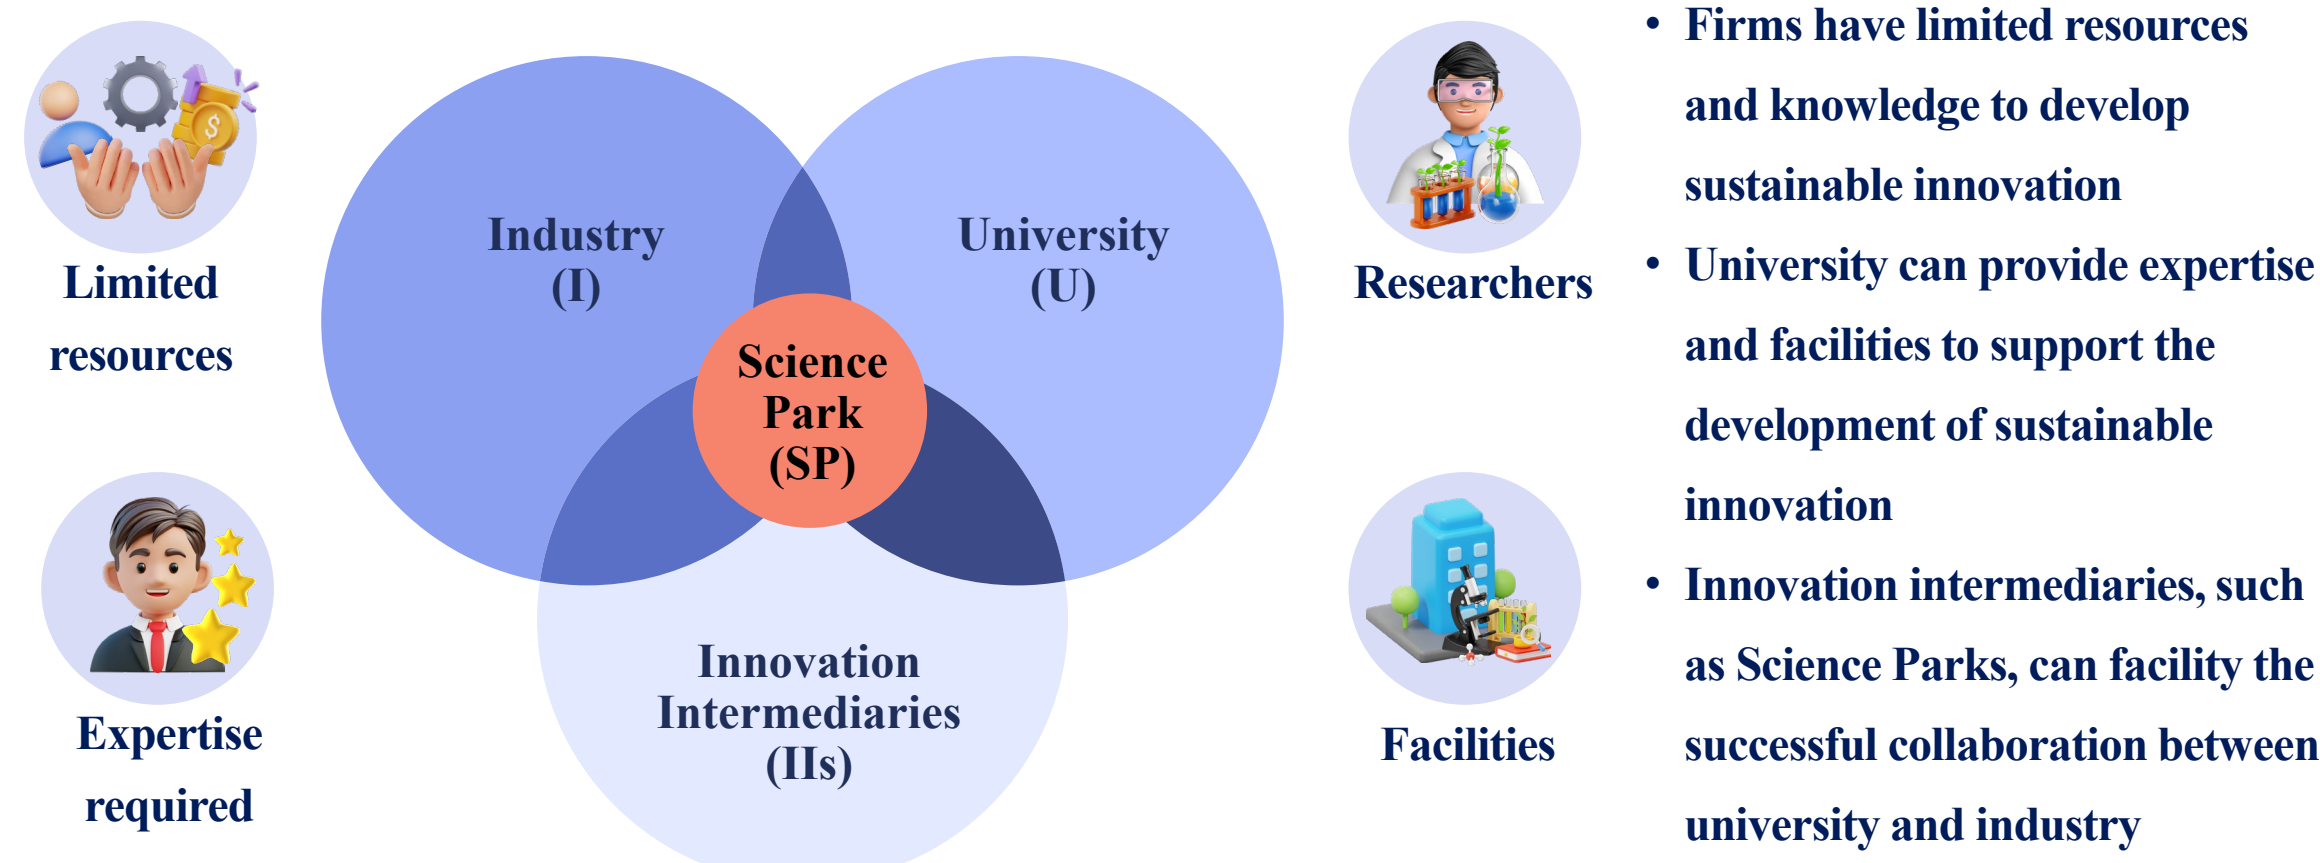 Limited
resources
Expertise
required
Industry
(I)
University
(U)
Science
Park
(SP)
Innovation
Intermediaries
(IIs)
Researchers
Facilities
• Firms have limited resources
and knowledge to develop
sustainable innovation
• University can provide expertise
and facilities to support the
development of sustainable
innovation
• Innovation intermediaries, such
as Science Parks, can facility the
successful collaboration between
university and industry